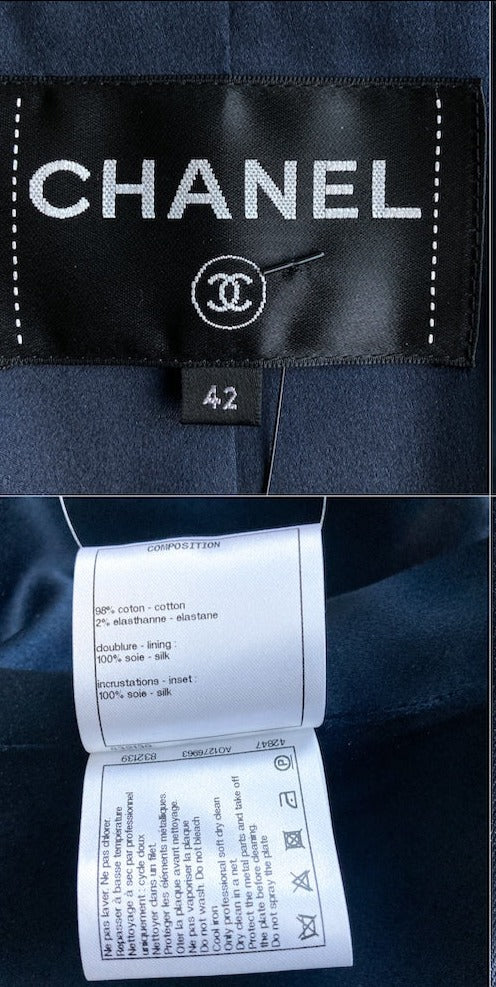 CHANEL
42
COMPOSITION
98% coton - cotton
2% elasthanne - elastane
doublure - lining :
100% soie - silk
incrustations - inset :
100% soie - silk
42847
AO1276963
832139
Ne pas laver. Ne pas chlorer.
Repasser à basse température
Nettoyage à sec par professionnel
uniquement : cycle doux
Nettoyer dans un filet.
Protéger les éléments métalliques.
Oter la plaque avant nettoyage.
Ne pas vaporiser la plaque
Do not wash. Do not bleach
Cool iron
Only professional soft dry clean
Dry clean in a net.
Protect the metal parts and take off
the plate before cleaning.
Do not spray the plate
P